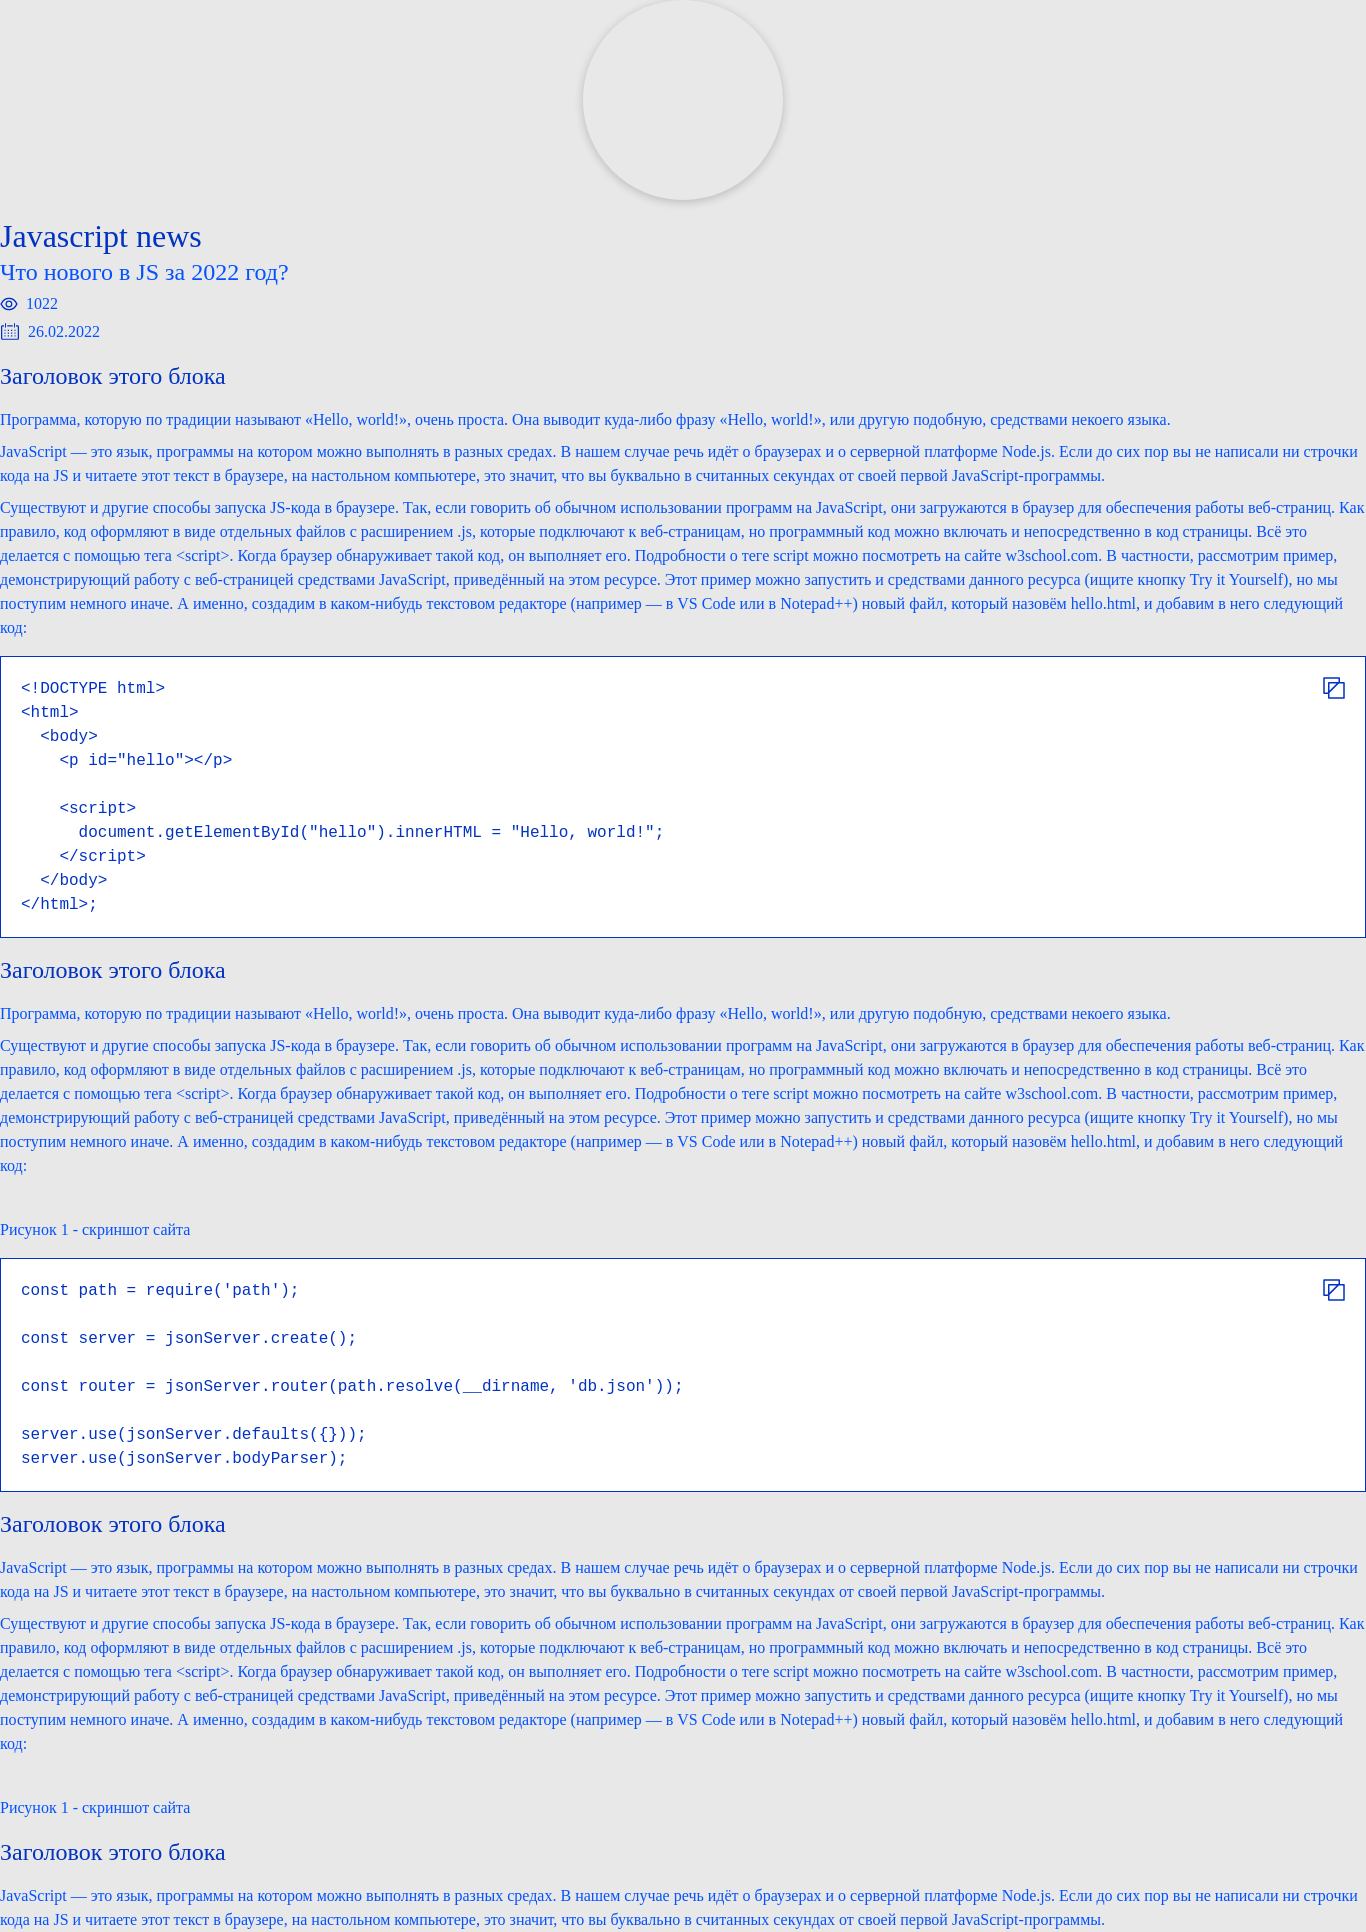 Javascript news
Что нового в JS за 2022 год?
1022
26.02.2022
Заголовок этого блока
Программа, которую по традиции называют «Hello, world!», очень проста. Она выводит куда-либо фразу «Hello, world!», или другую подобную, средствами некоего языка.
JavaScript — это язык, программы на котором можно выполнять в разных средах. В нашем случае речь идёт о браузерах и о серверной платформе Node.js. Если до сих пор вы не написали ни строчки
кода на JS и читаете этот текст в браузере, на настольном компьютере, это значит, что вы буквально в считанных секундах от своей первой JavaScript-программы.
Существуют и другие способы запуска JS-кода в браузере. Так, если говорить об обычном использовании программ на JavaScript, они загружаются в браузер для обеспечения работы веб-страниц. Как
правило, код оформляют в виде отдельных файлов с расширением .js, которые подключают к веб-страницам, но программный код можно включать и непосредственно в код страницы. Всё это
делается с помощью тега <script>. Когда браузер обнаруживает такой код, он выполняет его. Подробности о теге script можно посмотреть на сайте w3school.com. В частности, рассмотрим пример,
демонстрирующий работу с веб-страницей средствами JavaScript, приведённый на этом ресурсе. Этот пример можно запустить и средствами данного ресурса (ищите кнопку Try it Yourself), но мы
поступим немного иначе. А именно, создадим в каком-нибудь текстовом редакторе (например — в VS Code или в Notepad++) новый файл, который назовём hello.html, и добавим в него следующий
код:
<!DOCTYPE html>
<html>
  <body>
    <p id="hello"></p>
    <script>
      document.getElementById("hello").innerHTML = "Hello, world!";
    </script>
  </body>
</html>;
Заголовок этого блока
Программа, которую по традиции называют «Hello, world!», очень проста. Она выводит куда-либо фразу «Hello, world!», или другую подобную, средствами некоего языка.
Существуют и другие способы запуска JS-кода в браузере. Так, если говорить об обычном использовании программ на JavaScript, они загружаются в браузер для обеспечения работы веб-страниц. Как
правило, код оформляют в виде отдельных файлов с расширением .js, которые подключают к веб-страницам, но программный код можно включать и непосредственно в код страницы. Всё это
делается с помощью тега <script>. Когда браузер обнаруживает такой код, он выполняет его. Подробности о теге script можно посмотреть на сайте w3school.com. В частности, рассмотрим пример,
демонстрирующий работу с веб-страницей средствами JavaScript, приведённый на этом ресурсе. Этот пример можно запустить и средствами данного ресурса (ищите кнопку Try it Yourself), но мы
поступим немного иначе. А именно, создадим в каком-нибудь текстовом редакторе (например — в VS Code или в Notepad++) новый файл, который назовём hello.html, и добавим в него следующий
код:
Рисунок 1 - скриншот сайта
const path = require('path');
const server = jsonServer.create();
const router = jsonServer.router(path.resolve(__dirname, 'db.json'));
server.use(jsonServer.defaults({}));
server.use(jsonServer.bodyParser);
Заголовок этого блока
JavaScript — это язык, программы на котором можно выполнять в разных средах. В нашем случае речь идёт о браузерах и о серверной платформе Node.js. Если до сих пор вы не написали ни строчки
кода на JS и читаете этот текст в браузере, на настольном компьютере, это значит, что вы буквально в считанных секундах от своей первой JavaScript-программы.
Существуют и другие способы запуска JS-кода в браузере. Так, если говорить об обычном использовании программ на JavaScript, они загружаются в браузер для обеспечения работы веб-страниц. Как
правило, код оформляют в виде отдельных файлов с расширением .js, которые подключают к веб-страницам, но программный код можно включать и непосредственно в код страницы. Всё это
делается с помощью тега <script>. Когда браузер обнаруживает такой код, он выполняет его. Подробности о теге script можно посмотреть на сайте w3school.com. В частности, рассмотрим пример,
демонстрирующий работу с веб-страницей средствами JavaScript, приведённый на этом ресурсе. Этот пример можно запустить и средствами данного ресурса (ищите кнопку Try it Yourself), но мы
поступим немного иначе. А именно, создадим в каком-нибудь текстовом редакторе (например — в VS Code или в Notepad++) новый файл, который назовём hello.html, и добавим в него следующий
код:
Рисунок 1 - скриншот сайта
Заголовок этого блока
JavaScript — это язык, программы на котором можно выполнять в разных средах. В нашем случае речь идёт о браузерах и о серверной платформе Node.js. Если до сих пор вы не написали ни строчки
кода на JS и читаете этот текст в браузере, на настольном компьютере, это значит, что вы буквально в считанных секундах от своей первой JavaScript-программы.